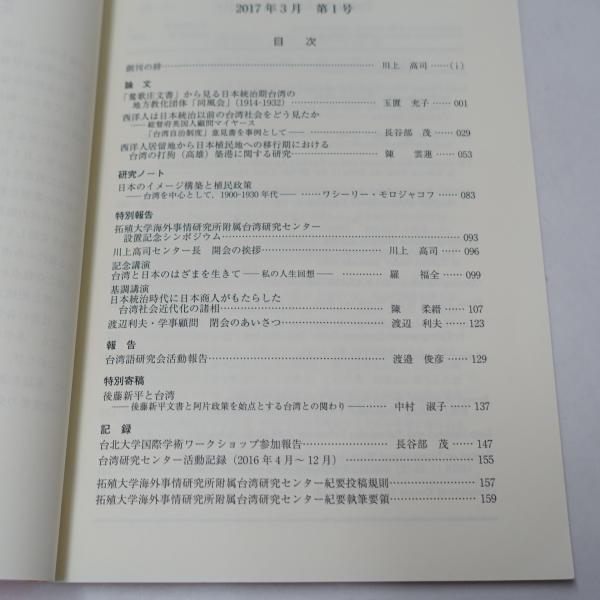 2017年3月 第1号
目 次
創刊の辞…… 川上 高司……(i)
論 文
「鶯歌庄文書」から見る日本統治期台湾の
地方教化団体「同風会」(1914-1932)…… 玉置 充子……001
西洋人は日本統治以前の台湾社会をどう見たか
――総督府英国人顧問マイヤース
「台湾自治制度」意見書を事例として――…… 長谷部 茂……029
西洋人居留地から日本植民地への移行期における
台湾の打狗(高雄)築港に関する研究…… 陳 雲蓮……053
研究ノート
日本のイメージ構築と植民政策
――台湾を中心として、1900-1930年代――……ワシーリー・モロジャコフ……083
特別報告
拓殖大学海外事情研究所附属台湾研究センター
設置記念シンポジウム……093
川上高司センター長 開会の挨拶…… 川上 高司……096
記念講演
台湾と日本のはざまを生きて――私の人生回想――…… 羅 福全……099
基調講演
日本統治時代に日本商人がもたらした
台湾社会近代化の諸相…… 陳 柔縉……107
渡辺利夫・学事顧問 閉会のあいさつ…… 渡辺 利夫……123
報 告
台湾語研究会活動報告…… 渡邉 俊彦……129
特別寄稿
後藤新平と台湾
――後藤新平文書と阿片政策を始点とする台湾との関わり――…… 中村 淑子……137
記 録
台北大学国際学術ワークショップ参加報告…… 長谷部 茂……147
台湾研究センター活動記録(2016年4月~12月)……155
拓殖大学海外事情研究所附属台湾研究センター紀要投稿規則……157
拓殖大学海外事情研究所附属台湾研究センター紀要執筆要領……159